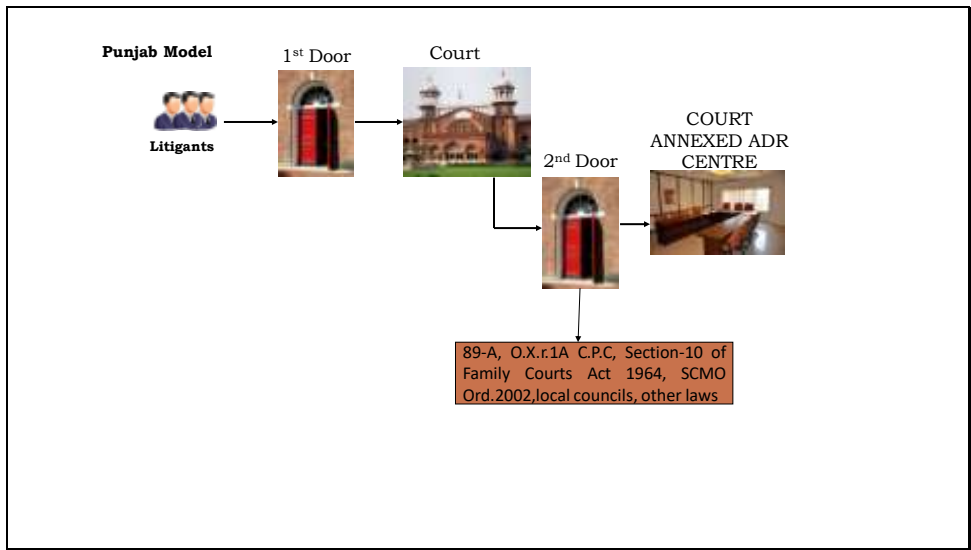 Punjab Model
1st Door
Court
Litigants
2nd Door
COURT
ANNEXED ADR
CENTRE
89-A, O.X.r.1A C.P.C, Section-10 of
Family Courts Act 1964, SCMO
Ord.2002,local councils, other laws